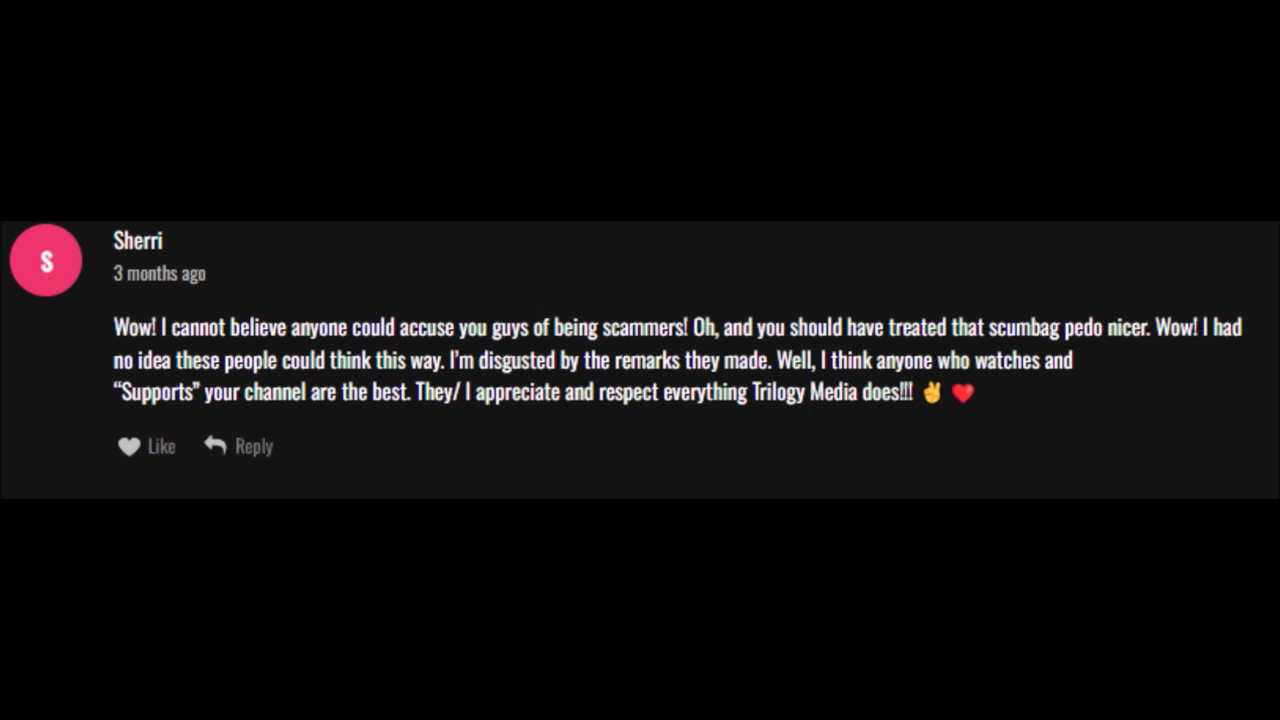 S
Sherri
3 months ago
Wow! I cannot believe anyone could accuse you guys of being scammers! Oh, and you should have treated that scumbag pedo nicer. Wow! I had
no idea these people could think this way. I'm disgusted by the remarks they made. Well, I think anyone who watches and
“Supports” your channel are the best. They/ I appreciate and respect everything Trilogy Media does!!! ✌️ ❤️
Like Reply